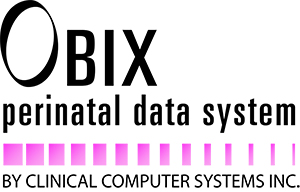 OBIX
perinatal data system
BY CLINICAL COMPUTER SYSTEMS INC.